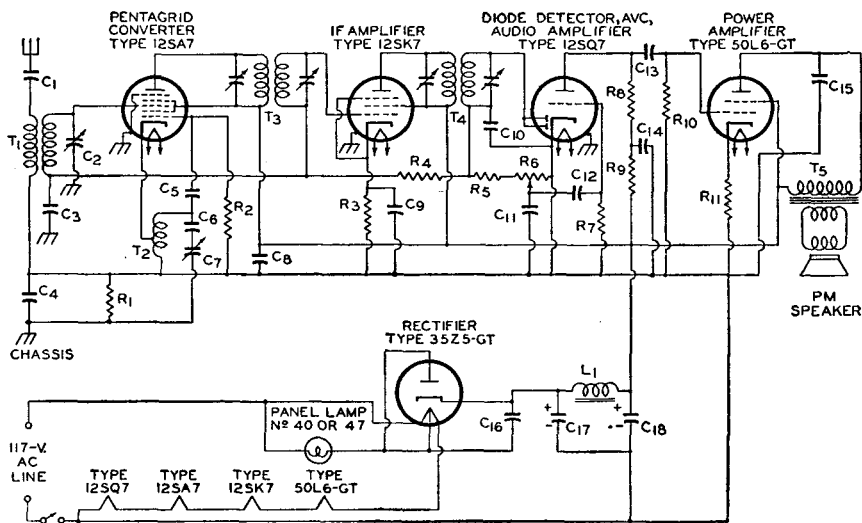 PENTAGRID
CONVERTER
TYPE 12SA7
IF AMPLIFIER
TYPE 12SK7
DIODE DETECTOR, AVC,
AUDIO AMPLIFIER
TYPE 12SQ7
POWER
AMPLIFIER
TYPE 50L6-GT
C1
T1
C2
C3
C4
R1
C5
C6
T2
C7
R2
C8
T3
R3
C9
R4
T4
C10
R5
R6
C11
C12
R7
R8
C13
C14
R9
R10
R11
C15
T5
PM
SPEAKER
CHASSIS
RECTIFIER
TYPE 35Z5-GT
PANEL LAMP
Nº 40 OR 47
117-V.
AC
LINE
TYPE
12SQ7
TYPE
12SA7
TYPE
12SK7
TYPE
50L6-GT
C16
+
-
C17
L1
+
-
C18